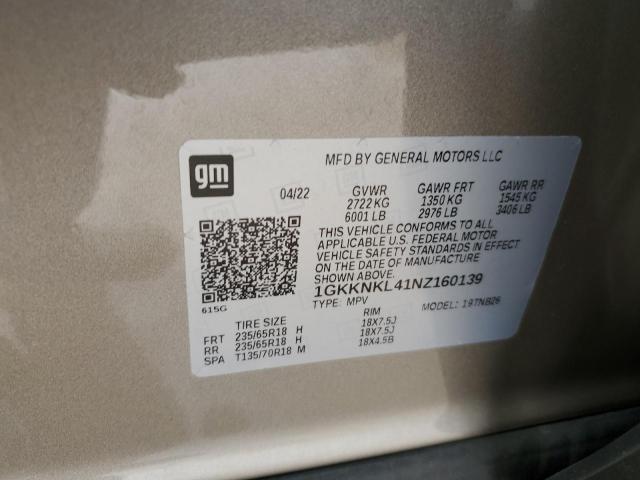 gm
MFD BY GENERAL MOTORS LLC
04/22 GVWR GAWR FRT GAWR RR
2722 KG 1350 KG 1545 KG
6001 LB 2976 LB 3406 LB
THIS VEHICLE CONFORMS TO ALL
APPLICABLE U.S. FEDERAL MOTOR
VEHICLE SAFETY STANDARDS IN EFFECT
ON THE DATE OF MANUFACTURE
SHOWN ABOVE.
1GKKNKL41NZ160139
615G TYPE: MPV MODEL: 19TNB26
TIRE SIZE RIM
FRT 235/65R18 H 18X7.5J
RR 235/65R18 H 18X7.5J
SPA T135/70R18 M 18X4.5B